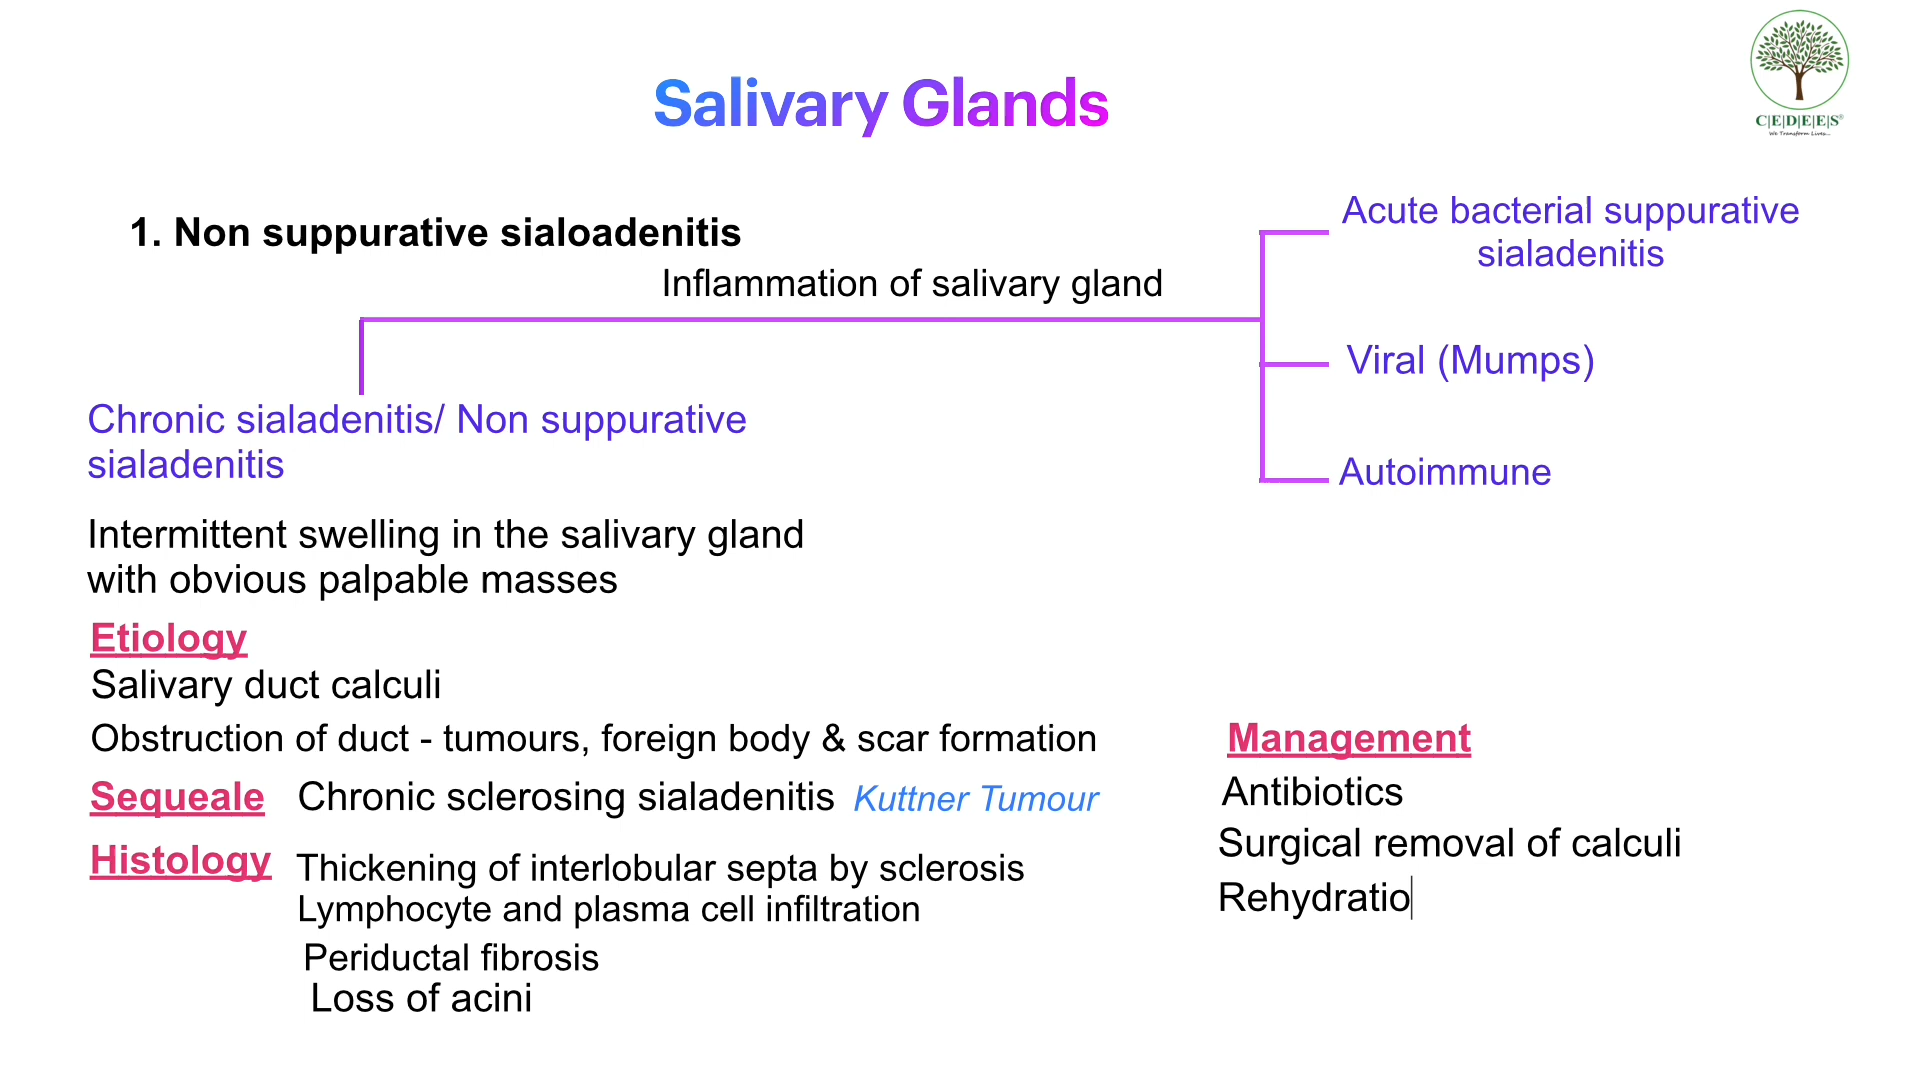 Salivary Glands
C|E|D|E|E|S®
We Transform Lives...
1. Non suppurative sialoadenitis
Inflammation of salivary gland
Acute bacterial suppurative
sialadenitis
Viral (Mumps)
Autoimmune
Chronic sialadenitis/ Non suppurative
sialadenitis
Intermittent swelling in the salivary gland
with obvious palpable masses
Etiology
Salivary duct calculi
Obstruction of duct - tumours, foreign body & scar formation
Sequeale Chronic sclerosing sialadenitis Kuttner Tumour
Histology Thickening of interlobular septa by sclerosis
Lymphocyte and plasma cell infiltration
Periductal fibrosis
Loss of acini
Management
Antibiotics
Surgical removal of calculi
Rehydratio